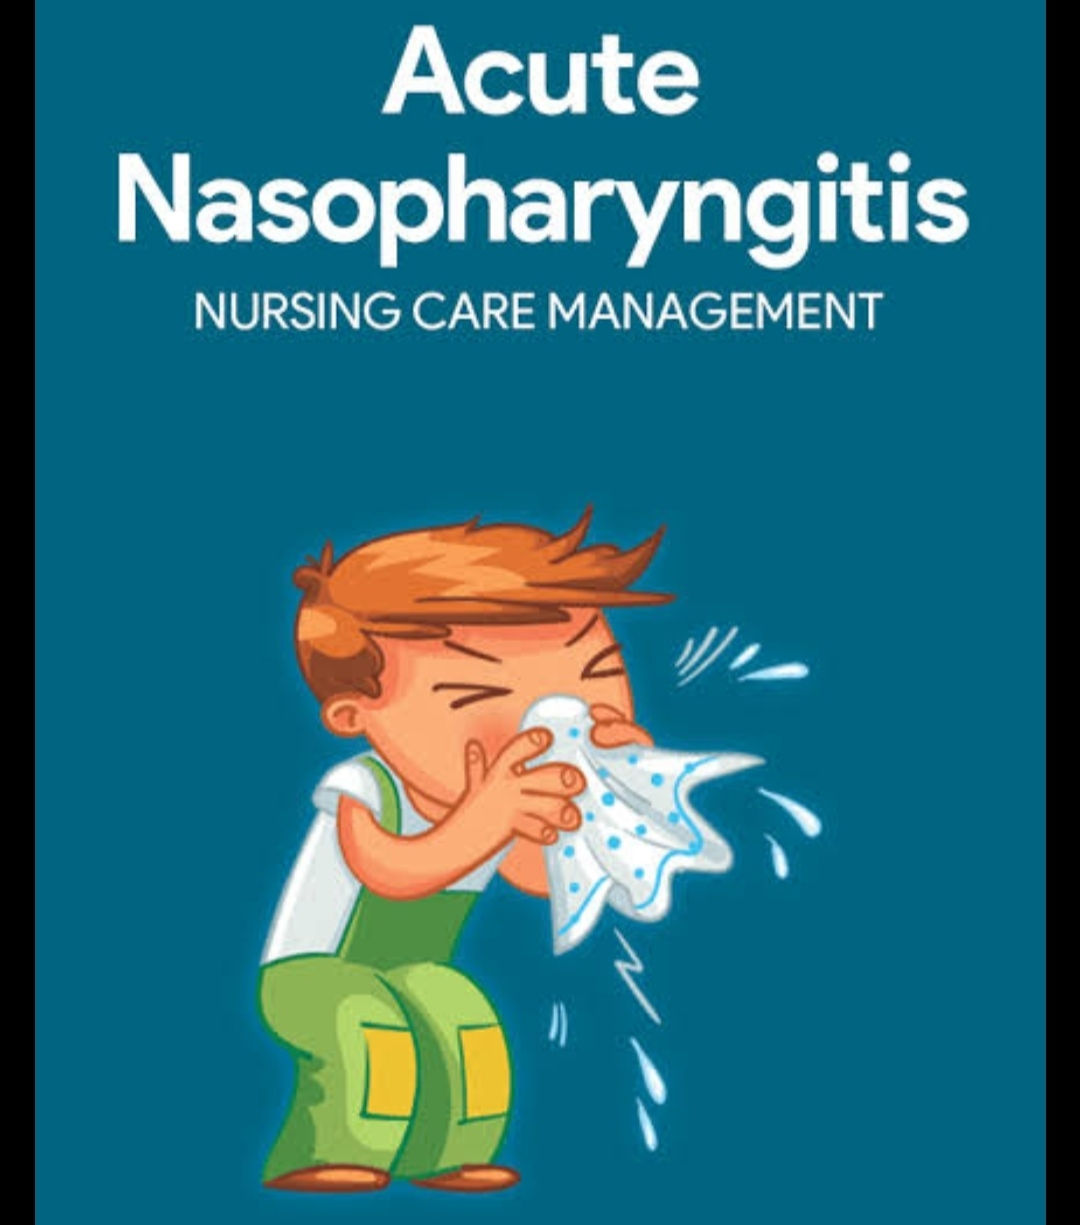 Acute
Nasopharyngitis
NURSING CARE MANAGEMENT